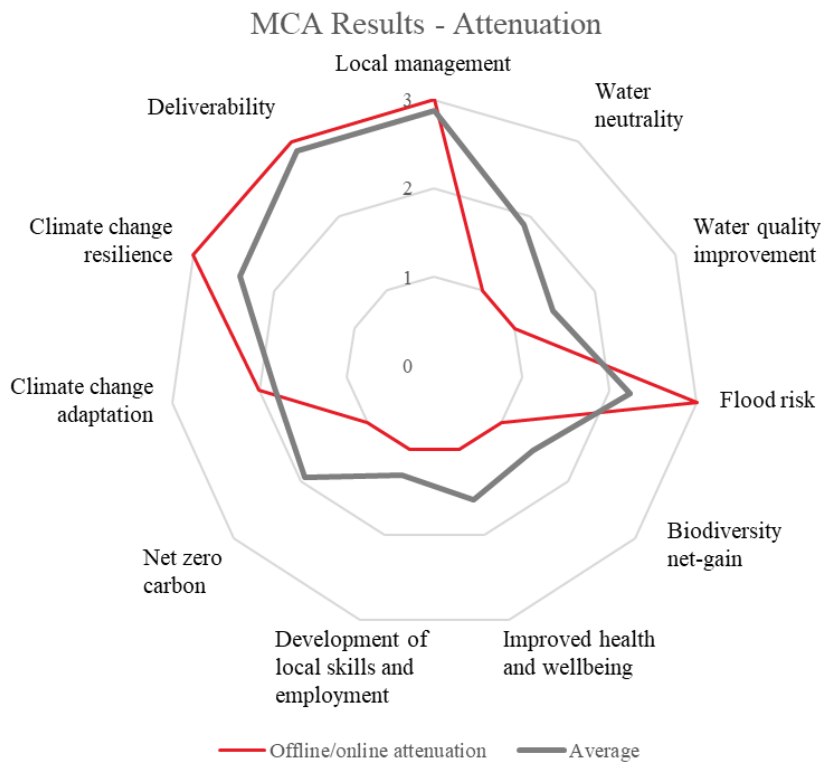 MCA Results - Attenuation
Local management
Water
neutrality
Deliverability
3
Water quality
improvement
Climate change
resilience
2
1
0
Climate change
adaptation
Flood risk
Biodiversity
net-gain
Net zero
carbon
Development of
local skills and
employment
Improved health
and wellbeing
Offline/online attenuation
Average